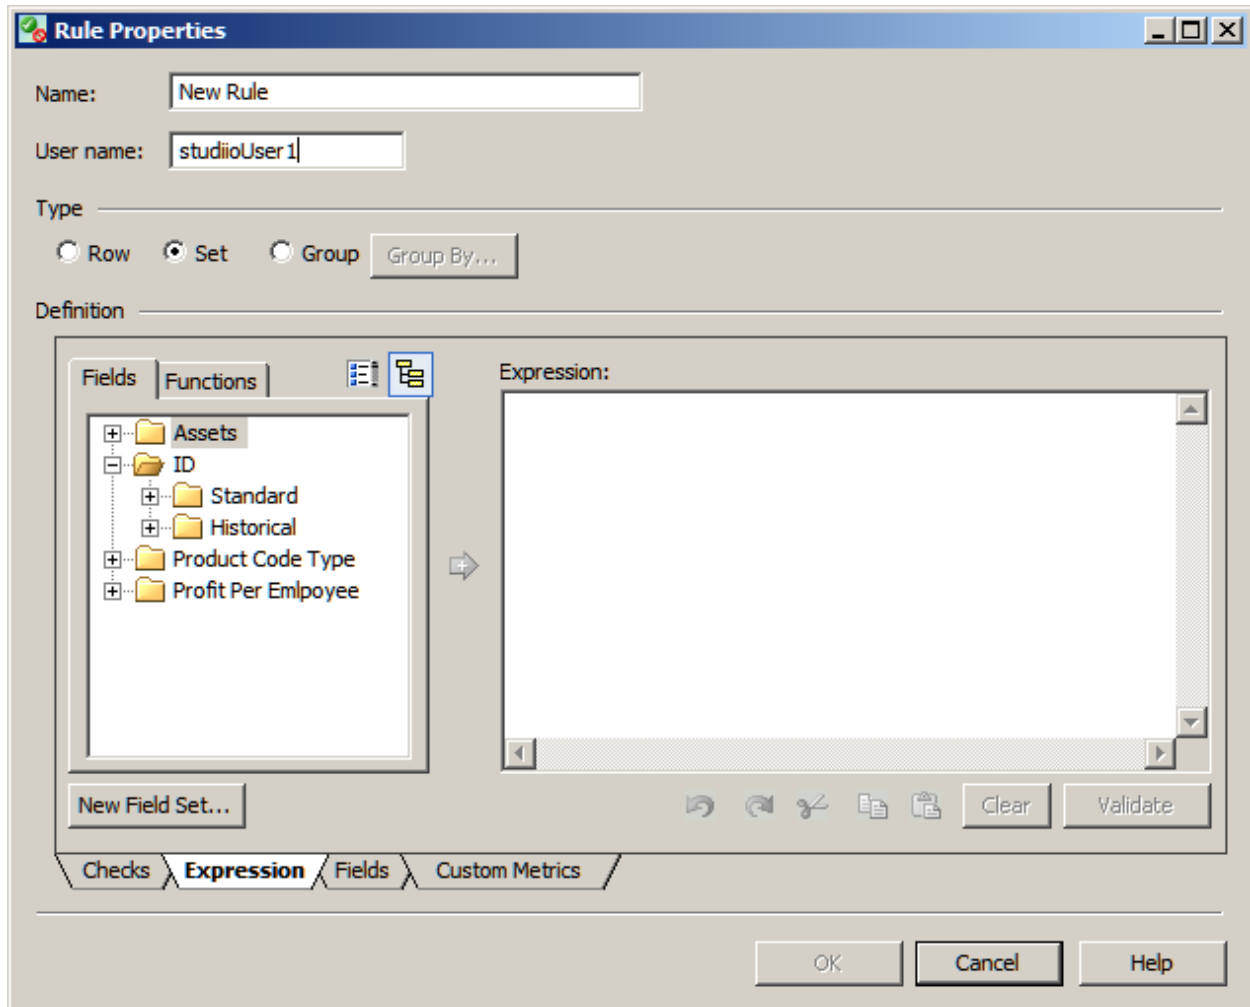 Rule Properties
Name: New Rule
User name: studiioUser1
Type
Row Set Group Group By...
Definition
Fields Functions
Expression:
Assets
ID
Standard
Historical
Product Code Type
Profit Per Emlpoyee
New Field Set... Clear Validate
Checks Expression Fields Custom Metrics
OK Cancel Help